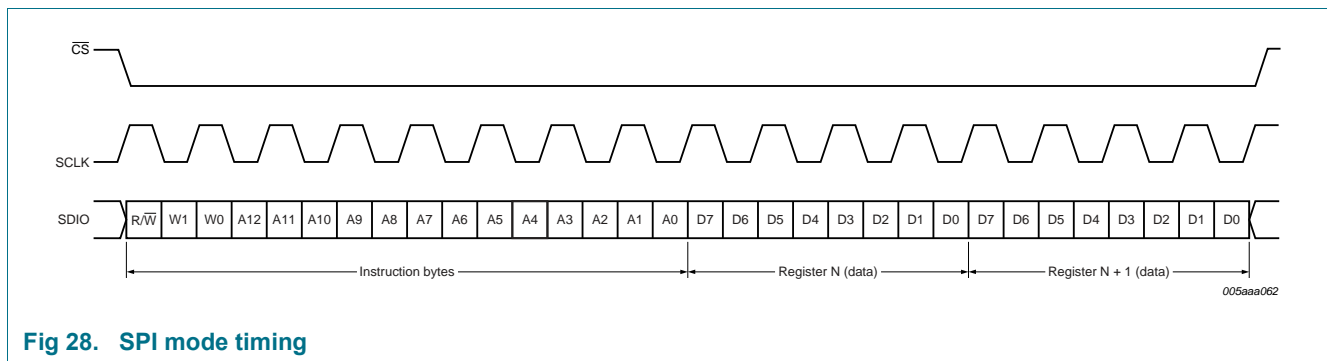 CS
SCLK
SDIO R/W W1 W0 A12 A11 A10 A9 A8 A7 A6 A5 A4 A3 A2 A1 A0 D7 D6 D5 D4 D3 D2 D1 D0 D7 D6 D5 D4 D3 D2 D1 D0
Instruction bytes Register N (data) Register N + 1 (data)
005aaa062
Fig 28. SPI mode timing